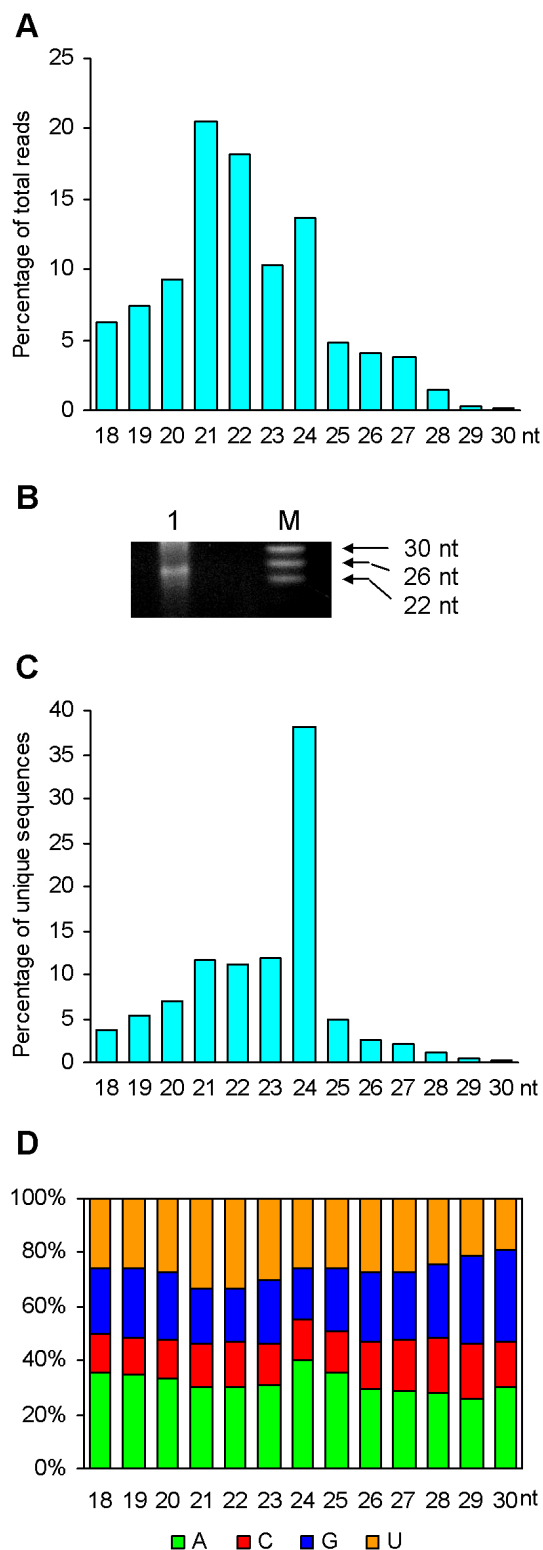 A
Percentage of total reads
25
20
15
10
5
0
18 19 20 21 22 23 24 25 26 27 28 29 30 nt
B
1 M
30 nt
26 nt
22 nt
C
Percentage of unique sequences
40
35
30
25
20
15
10
5
0
18 19 20 21 22 23 24 25 26 27 28 29 30 nt
D
100%
80%
60%
40%
20%
0%
18 19 20 21 22 23 24 25 26 27 28 29 30 nt
A C G U